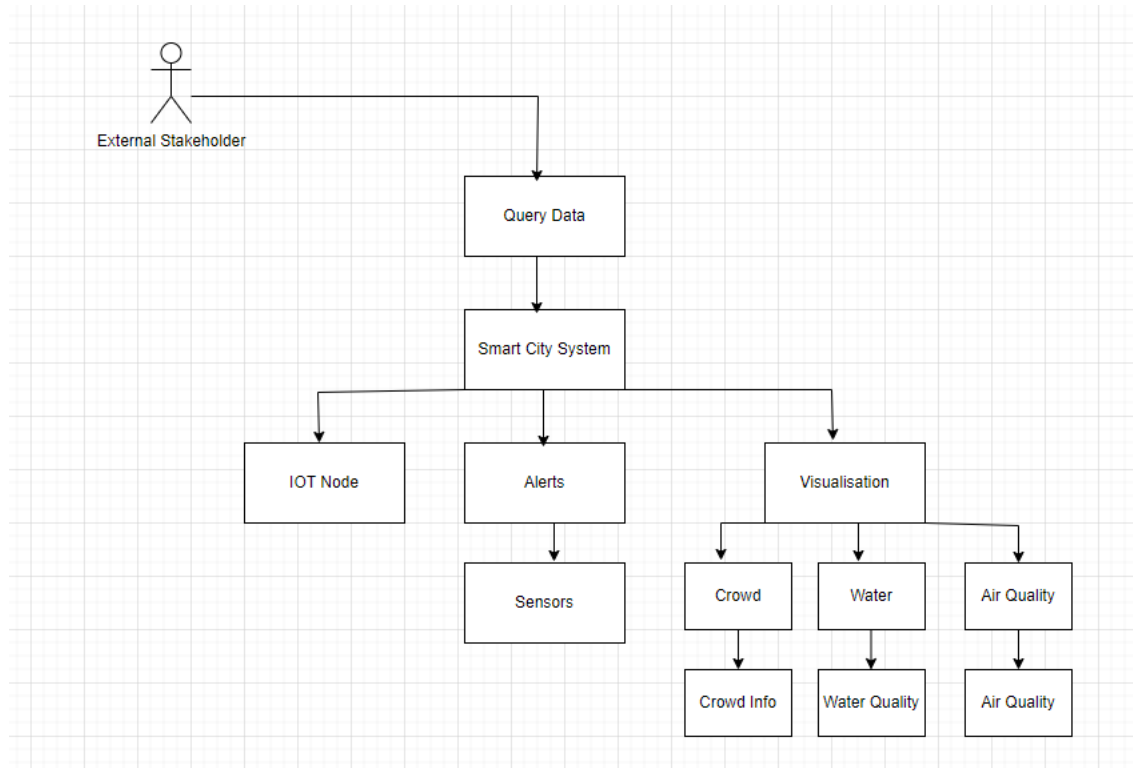 External Stakeholder
Query Data
Smart City System
IOT Node
Alerts
Visualisation
Sensors
Crowd
Water
Air Quality
Crowd Info
Water Quality
Air Quality